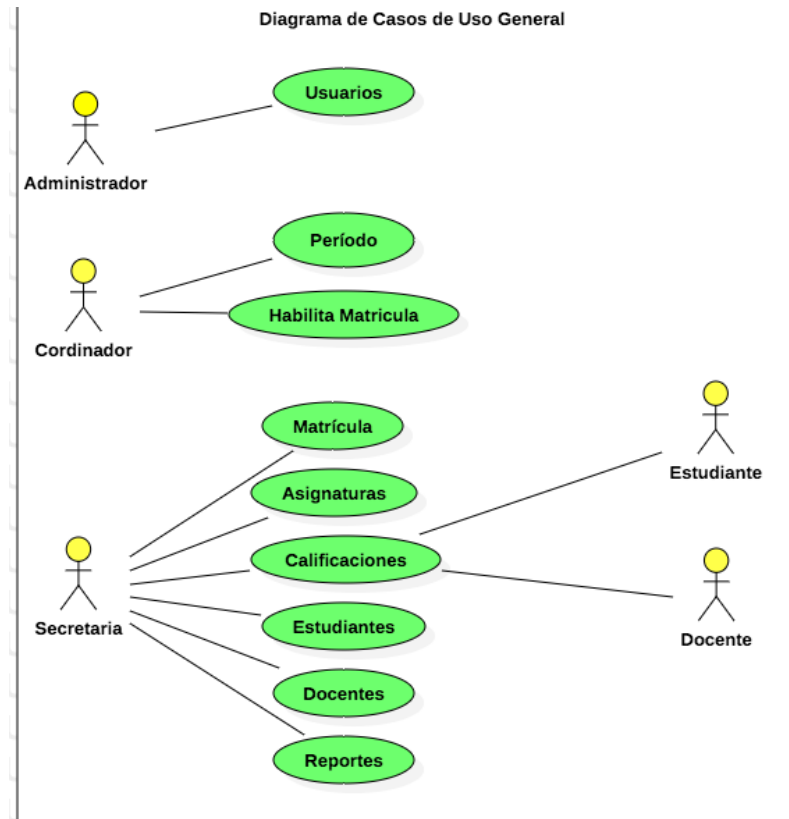 Diagrama de Casos de Uso General
Usuarios
Administrador
Período
Habilita Matricula
Cordinador
Matrícula
Estudiante
Asignaturas
Calificaciones
Secretaria
Estudiantes
Docente
Docentes
Reportes